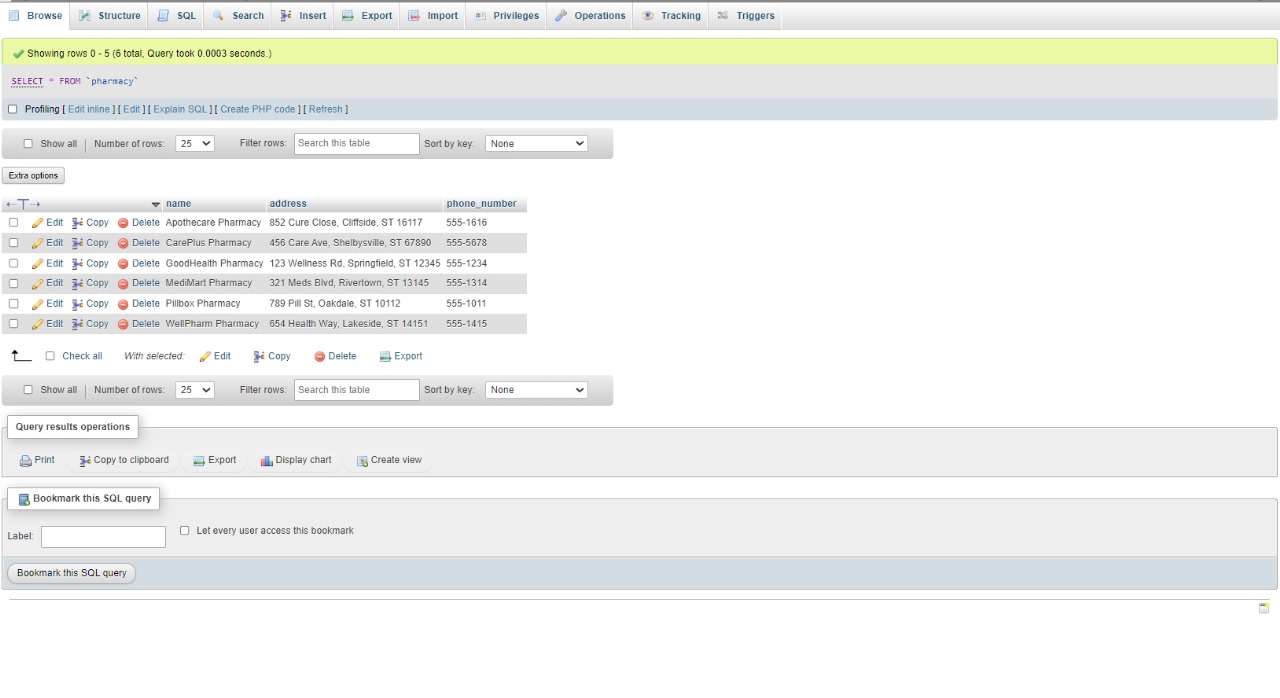 Browse Structure SQL Search Insert Export Import Privileges Operations Tracking Triggers
Showing rows 0 - 5 (6 total, Query took 0.0003 seconds.)
SELECT * FROM `pharmacy`
Profiling [ Edit inline ] [ Edit ] [ Explain SQL ] [ Create PHP code ] [ Refresh ]
Show all | Number of rows: 25 Filter rows: Search this table Sort by key: None
Extra options
←T→ name address phone_number
Edit Copy Delete Apothecare Pharmacy 852 Cure Close, Cliffside, ST 16117 555-1616
Edit Copy Delete CarePlus Pharmacy 456 Care Ave, Shelbysville, ST 67890 555-5678
Edit Copy Delete GoodHealth Pharmacy 123 Wellness Rd, Springfield, ST 12345 555-1234
Edit Copy Delete MediMart Pharmacy 321 Meds Blvd, Rivertown, ST 13145 555-1314
Edit Copy Delete Pillbox Pharmacy 789 Pill St, Oakdale, ST 10112 555-1011
Edit Copy Delete WellPharm Pharmacy 654 Health Way, Lakeside, ST 14151 555-1415
Check all With selected: Edit Copy Delete Export
Show all | Number of rows: 25 Filter rows: Search this table Sort by key: None
Query results operations
Print Copy to clipboard Export Display chart Create view
Bookmark this SQL query
Label: Let every user access this bookmark
Bookmark this SQL query